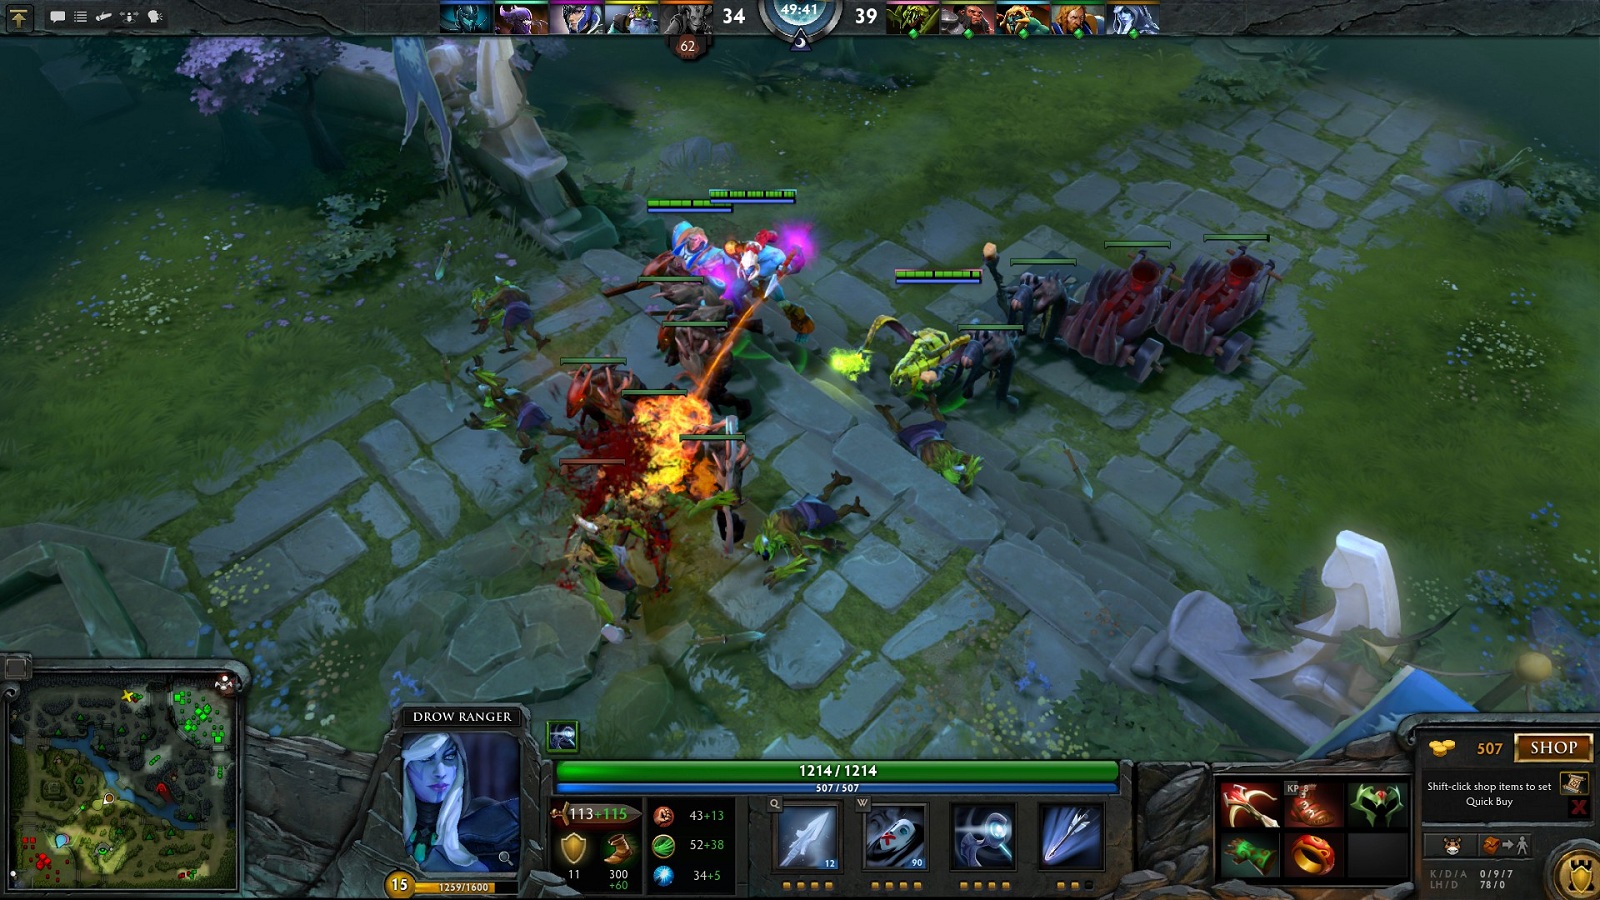 34
49:41
39
62
DROW RANGER
1214 / 1214
507 / 507
113+115
43+13
52+38
34+5
11
300
+60
Q
12
W
90
15
1259/1600
KP_3
507
SHOP
Shift-click shop items to set
Quick Buy
K / D / A 0 / 9 / 7
LH / D 78 / 0